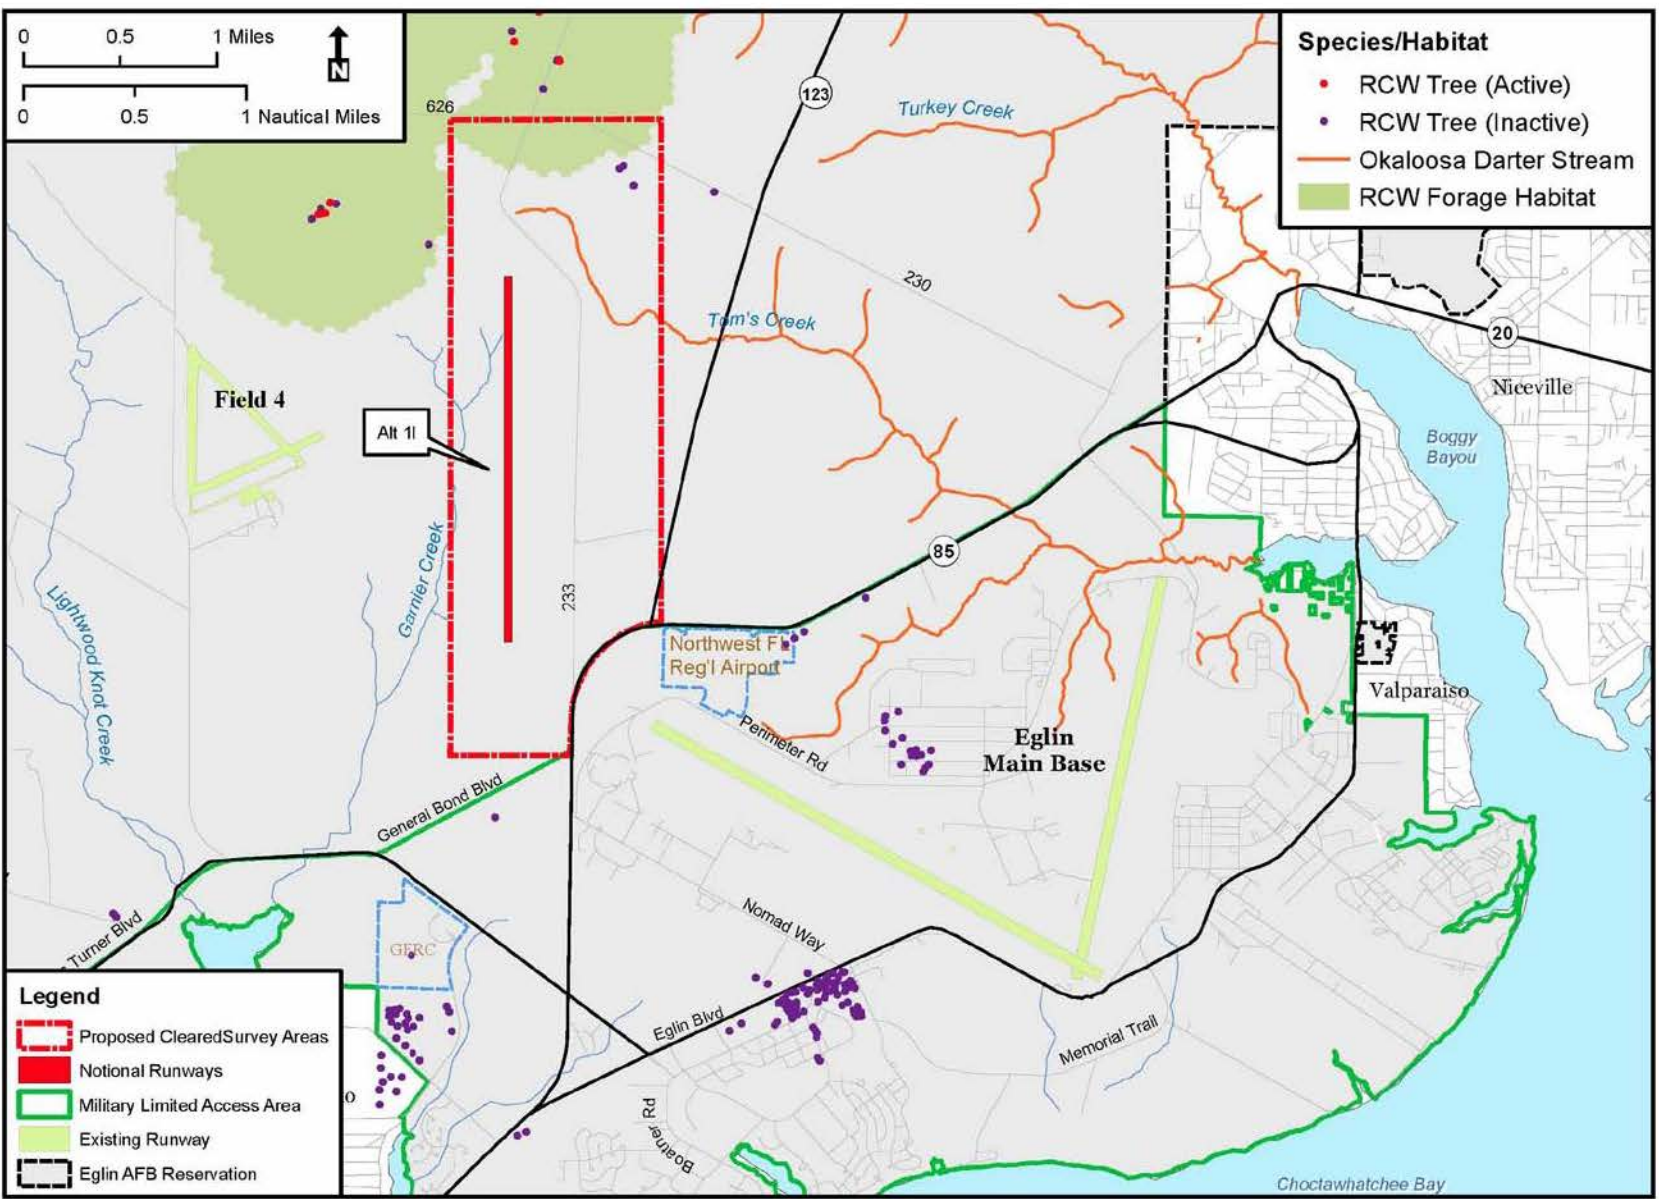 0 0.5 1 Miles
N
0 0.5 1 Nautical Miles
626
123
Turkey Creek
Species/Habitat
RCW Tree (Active)
RCW Tree (Inactive)
Okaloosa Darter Stream
RCW Forage Habitat
230
Tom's Creek
20
Niceville
Field 4
Alt 1I
Boggy
Bayou
85
Garnier Creek
Lightwood Knot Creek
233
Northwest Fl
Reg'l Airport
Valparaiso
Perimeter Rd
Eglin
Main Base
General Bond Blvd
Nomad Way
Turner Blvd
GERC
Eglin Blvd
Memorial Trail
Boatner Rd
Choctawhatchee Bay
Legend
Proposed ClearedSurvey Areas
Notional Runways
Military Limited Access Area
Existing Runway
Eglin AFB Reservation
o